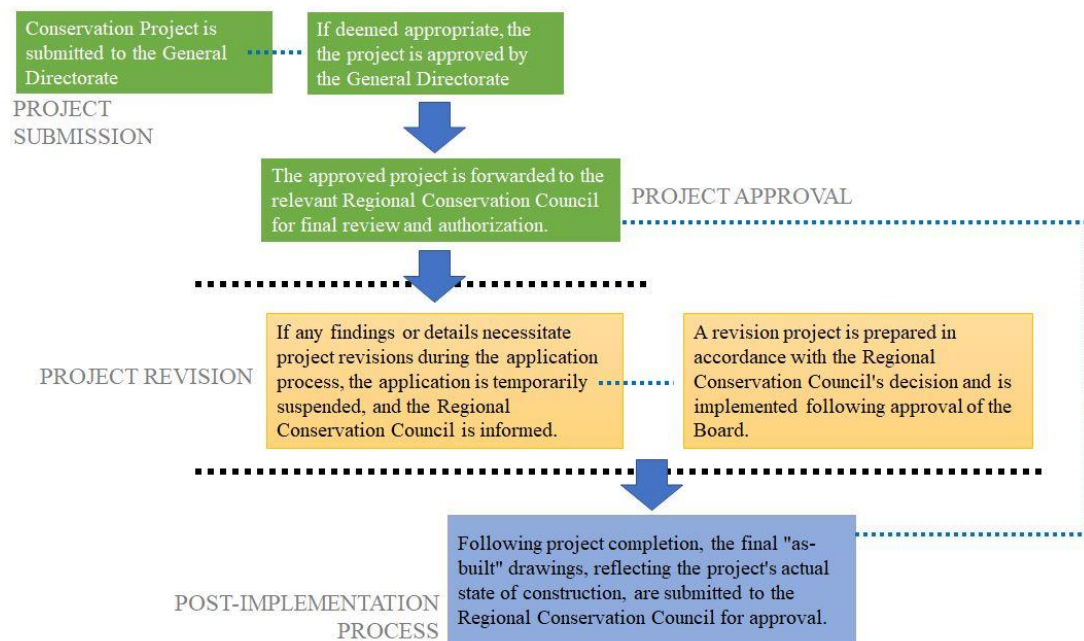 Conservation Project is
submitted to the General
Directorate
If deemed appropriate, the
the project is approved by
the General Directorate
PROJECT
SUBMISSION
The approved project is forwarded to the
relevant Regional Conservation Council
for final review and authorization.
PROJECT APPROVAL
PROJECT REVISION
If any findings or details necessitate
project revisions during the application
process, the application is temporarily
suspended, and the Regional
Conservation Council is informed.
A revision project is prepared in
accordance with the Regional
Conservation Council's decision and is
implemented following approval of the
Board.
Following project completion, the final "as-
built" drawings, reflecting the project's actual
state of construction, are submitted to the
Regional Conservation Council for approval.
POST-IMPLEMENTATION
PROCESS